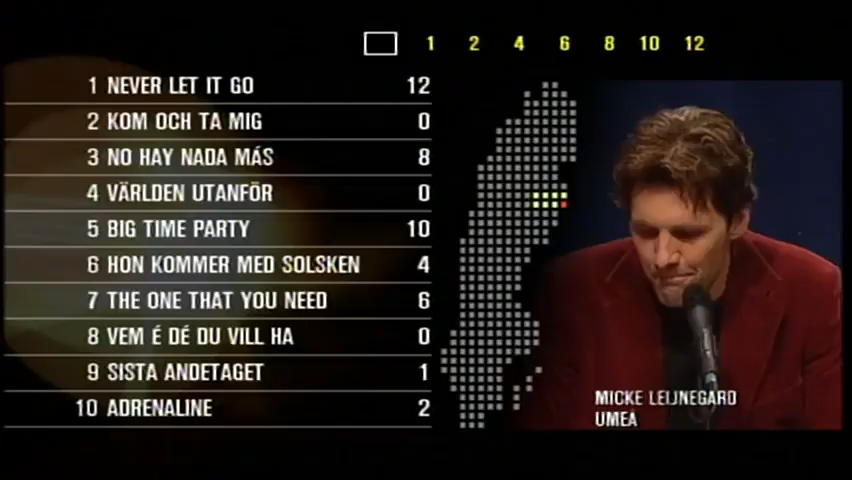 1 2 4 6 8 10 12
1 NEVER LET IT GO 12
2 KOM OCH TA MIG 0
3 NO HAY NADA MÁS 8
4 VÄRLDEN UTANFÖR 0
5 BIG TIME PARTY 10
6 HON KOMMER MED SOLSKEN 4
7 THE ONE THAT YOU NEED 6
8 VEM É DÉ DU VILL HA 0
9 SISTA ANDETAGET 1
10 ADRENALINE 2
MICKE LEIJNEGARD
UMEA